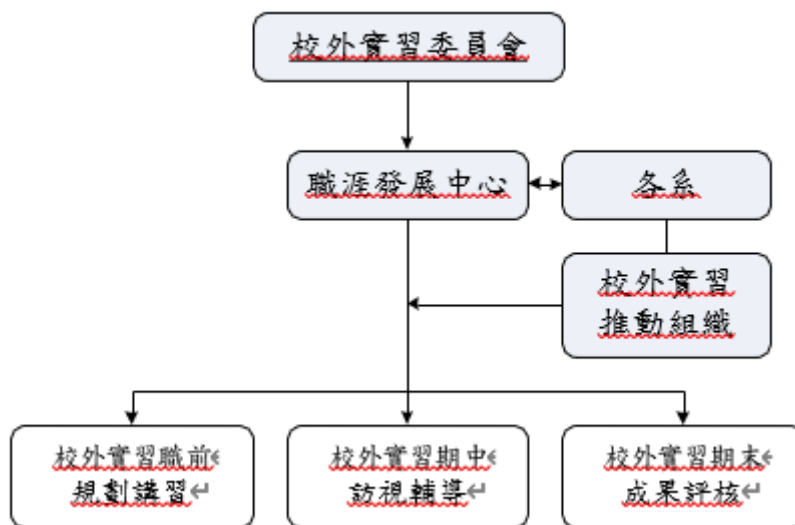 校外實習委員會
職涯發展中心
各系
校外實習
推動組織
校外實習職前
規劃講習
校外實習期中
訪視輔導
校外實習期末
成果評核